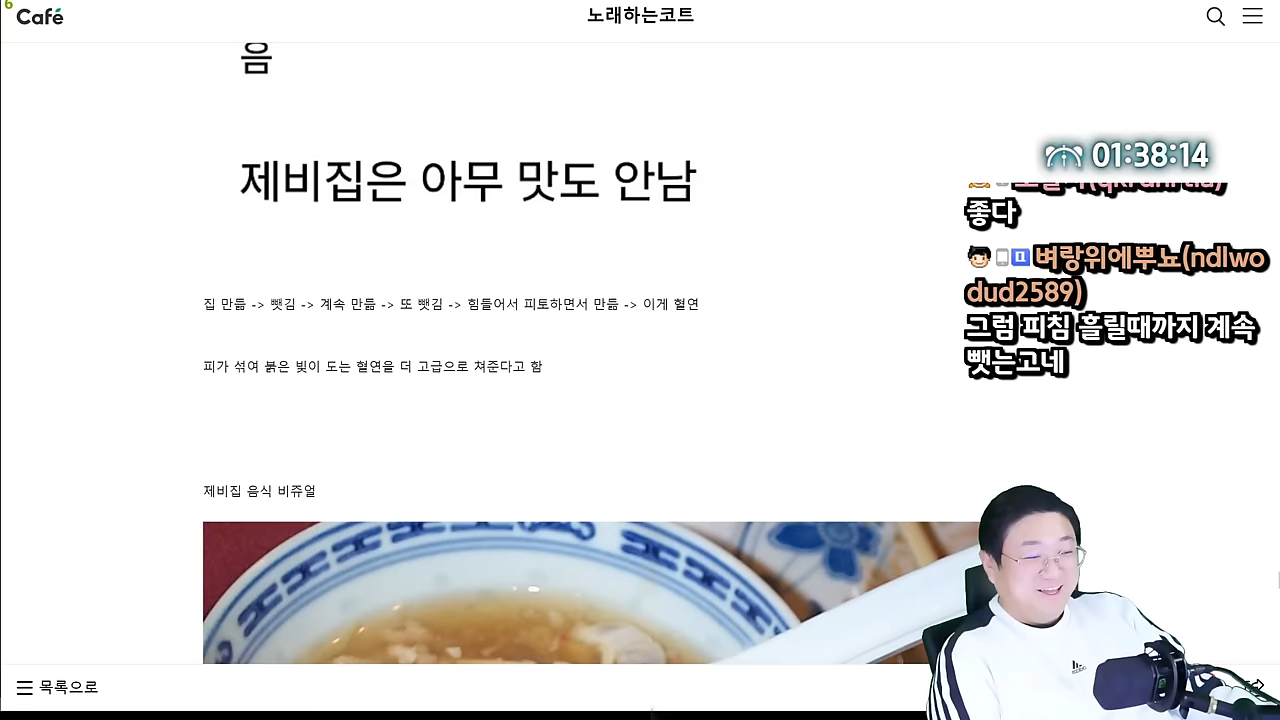 6
Café
노래하는코트
음
제비집은 아무 맛도 안남
01:38:14
좋다
벼랑위에뿌뇨(ndlwo
dud2589)
그럼 피침 흘릴때까지 계속
뺏는고네
집 만듦 -> 뺏김 -> 계속 만듦 -> 또 뺏김 -> 힘들어서 피토하면서 만듦 -> 이게 혈연
피가 섞여 붉은 빛이 도는 혈연을 더 고급으로 쳐준다고 함
제비집 음식 비쥬얼
목록으로